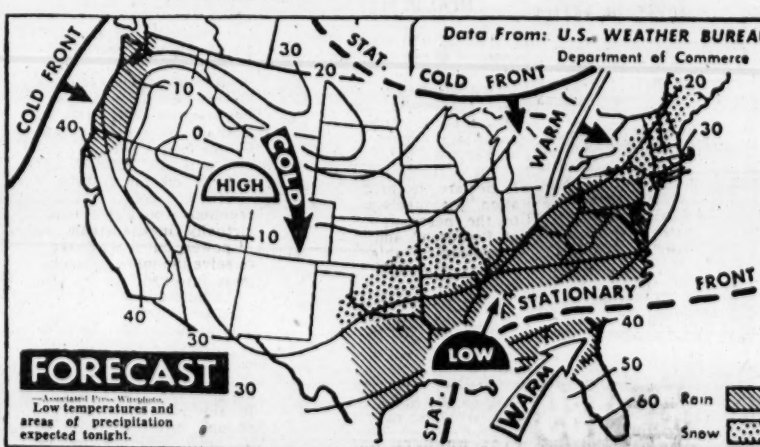 Data From: U.S. WEATHER BUREAU
Department of Commerce
COLD FRONT
STAT.
COLD FRONT
WARM
30
20
10
0
40
20
30
COLD
HIGH
10
40
30
30
STATIONARY FRONT
LOW
WARM
STAT.
40
50
60
FORECAST
—Associated Press Wirephoto.
Low temperatures and
areas of precipitation
expected tonight.
Rain
Snow